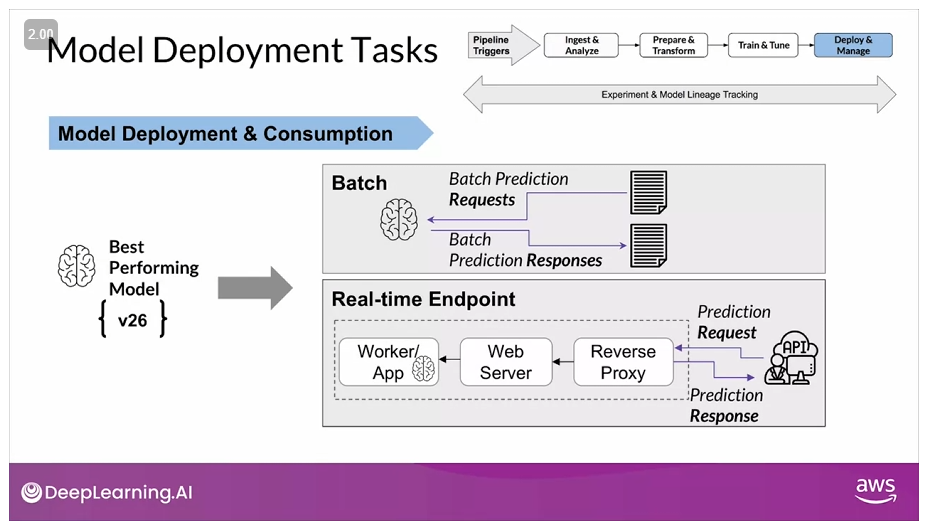 2.00
Model Deployment Tasks
Pipeline
Triggers
Ingest &
Analyze
Prepare &
Transform
Train & Tune
Deploy &
Manage
Experiment & Model Lineage Tracking
Model Deployment & Consumption
Best
Performing
Model
{ v26 }
Batch
Batch Prediction
Requests
Batch
Prediction Responses
Real-time Endpoint
Worker/
App
Web
Server
Reverse
Proxy
Prediction
Request
API
Prediction
Response
DeepLearning.AI
aws